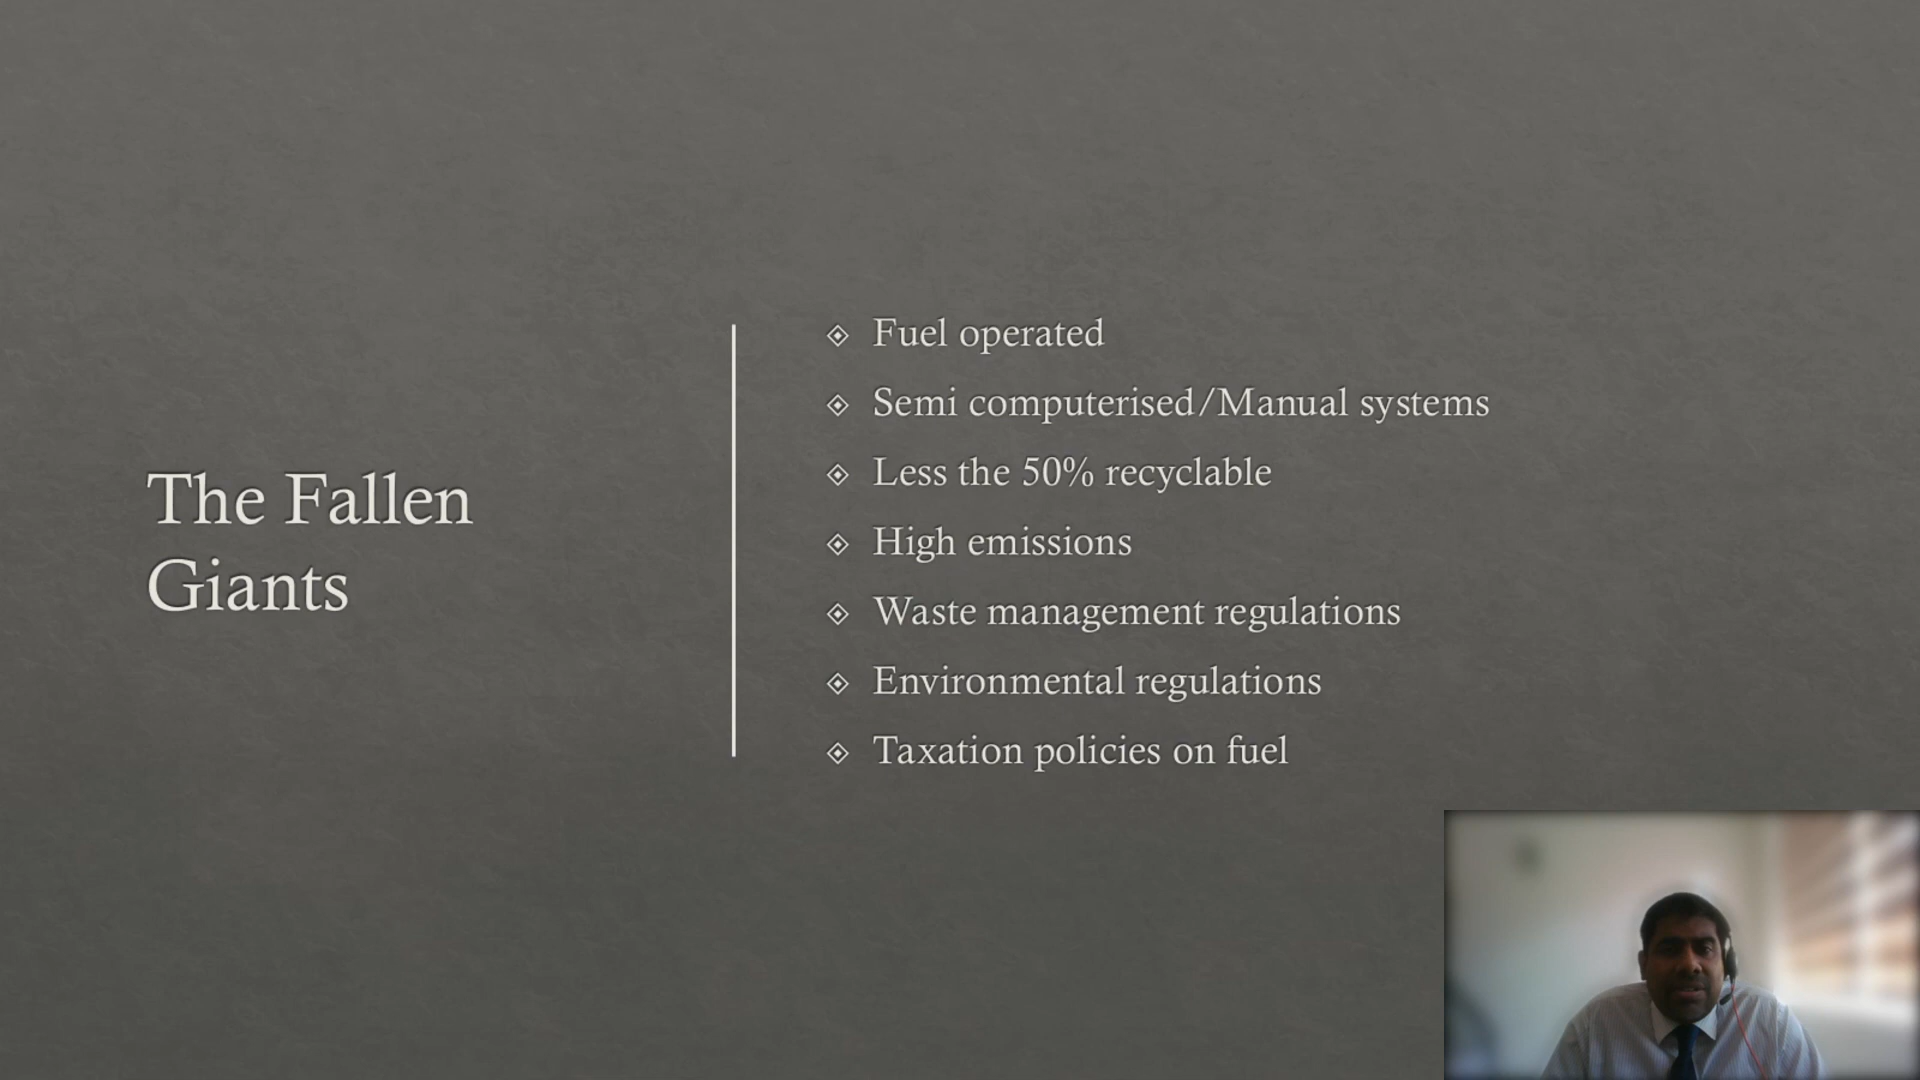 The Fallen
Giants
Fuel operated
Semi computerised/Manual systems
Less the 50% recyclable
High emissions
Waste management regulations
Environmental regulations
Taxation policies on fuel